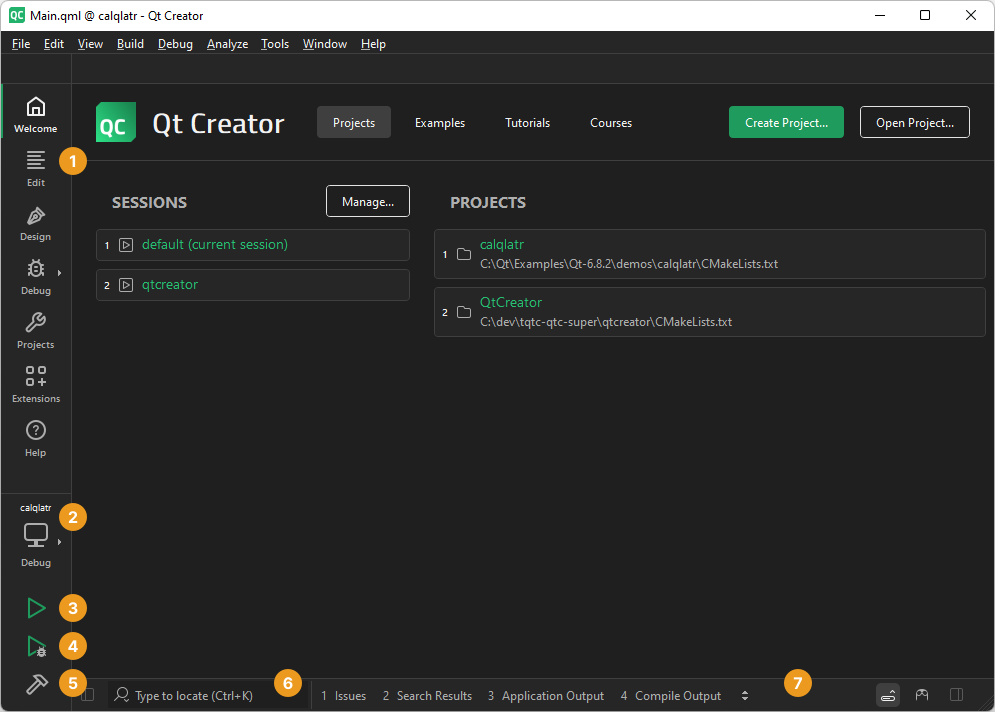 QC Main.qml @ calqlatr - Qt Creator
File Edit View Build Debug Analyze Tools Window Help
QC Qt Creator Projects Examples Tutorials Courses Create Project... Open Project...
Welcome
1
Edit
Design
Debug
Projects
Extensions
? Help
SESSIONS Manage...
1 default (current session)
2 qtcreator
PROJECTS
1 calqlatr
C:\Qt\Examples\Qt-6.8.2\demos\calqlatr\CMakeLists.txt
2 QtCreator
C:\dev\tqtc-qtc-super\qtcreator\CMakeLists.txt
calqlatr
2
Debug
3
4
5
Type to locate (Ctrl+K) 6 1 Issues 2 Search Results 3 Application Output 4 Compile Output 7